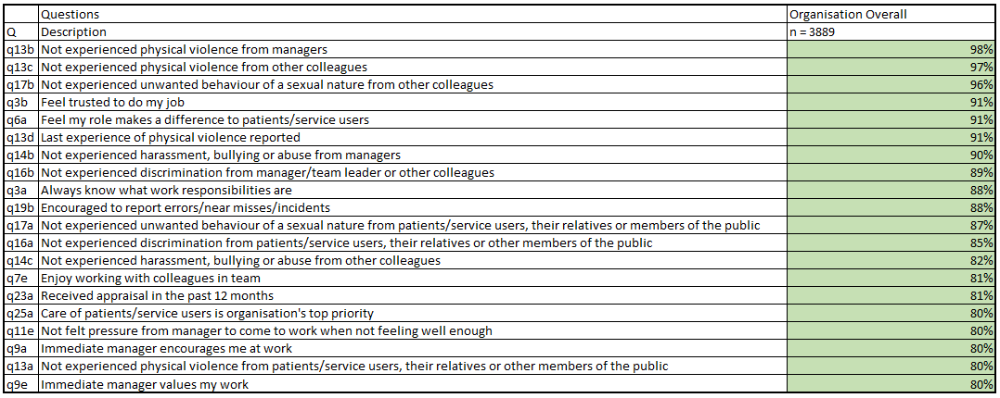 Questions Organisation Overall
Q Description n = 3889
q13b Not experienced physical violence from managers 98%
q13c Not experienced physical violence from other colleagues 97%
q17b Not experienced unwanted behaviour of a sexual nature from other colleagues 96%
q3b Feel trusted to do my job 91%
q6a Feel my role makes a difference to patients/service users 91%
q13d Last experience of physical violence reported 91%
q14b Not experienced harassment, bullying or abuse from managers 90%
q16b Not experienced discrimination from manager/team leader or other colleagues 89%
q3a Always know what work responsibilities are 88%
q19b Encouraged to report errors/near misses/incidents 88%
q17a Not experienced unwanted behaviour of a sexual nature from patients/service users, their relatives or members of the public 87%
q16a Not experienced discrimination from patients/service users, their relatives or other members of the public 85%
q14c Not experienced harassment, bullying or abuse from other colleagues 82%
q7e Enjoy working with colleagues in team 81%
q23a Received appraisal in the past 12 months 81%
q25a Care of patients/service users is organisation's top priority 80%
q11e Not felt pressure from manager to come to work when not feeling well enough 80%
q9a Immediate manager encourages me at work 80%
q13a Not experienced physical violence from patients/service users, their relatives or other members of the public 80%
q9e Immediate manager values my work 80%